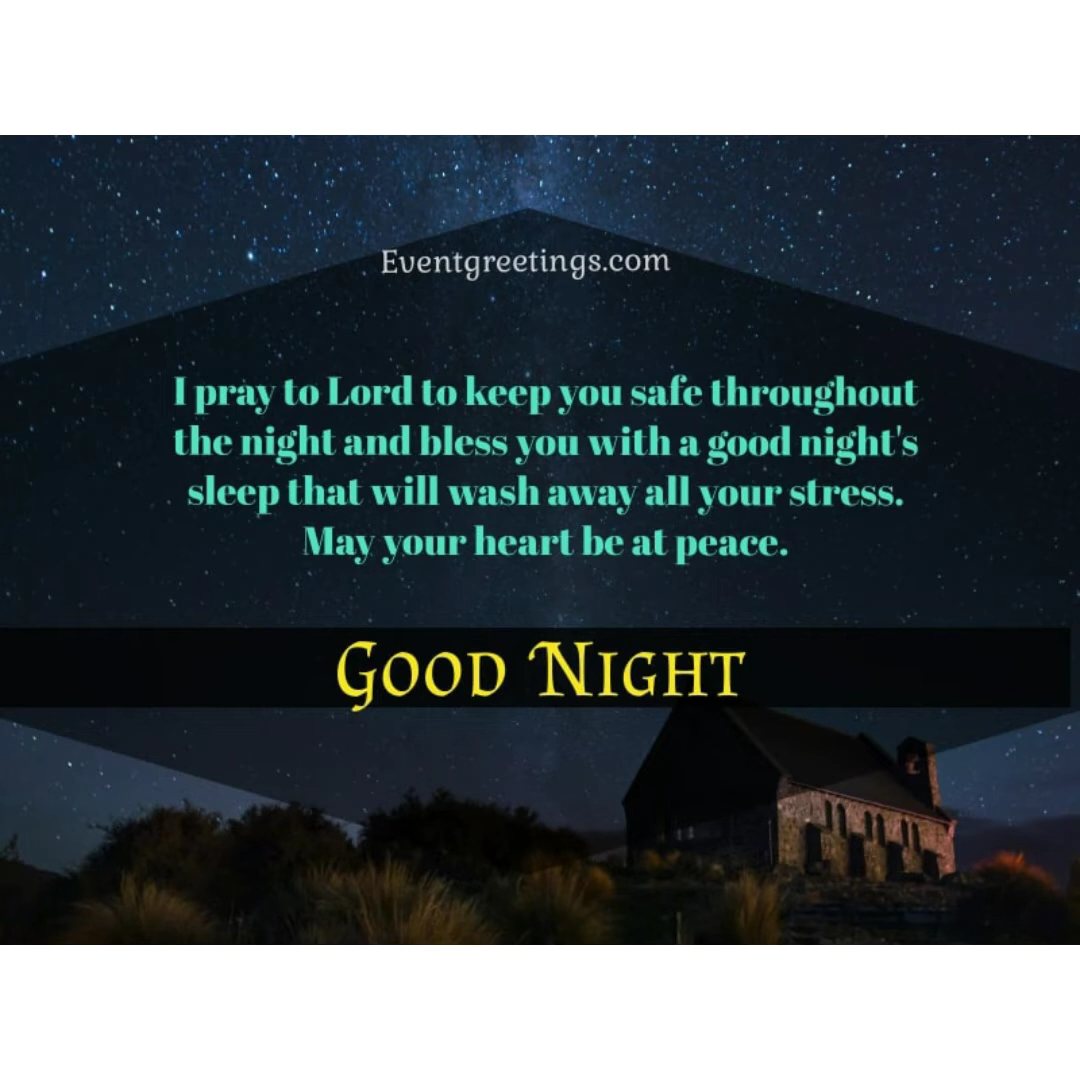 Eventgreetings.com
I pray to Lord to keep you safe throughout
the night and bless you with a good night's
sleep that will wash away all your stress.
May your heart be at peace.
Good Night